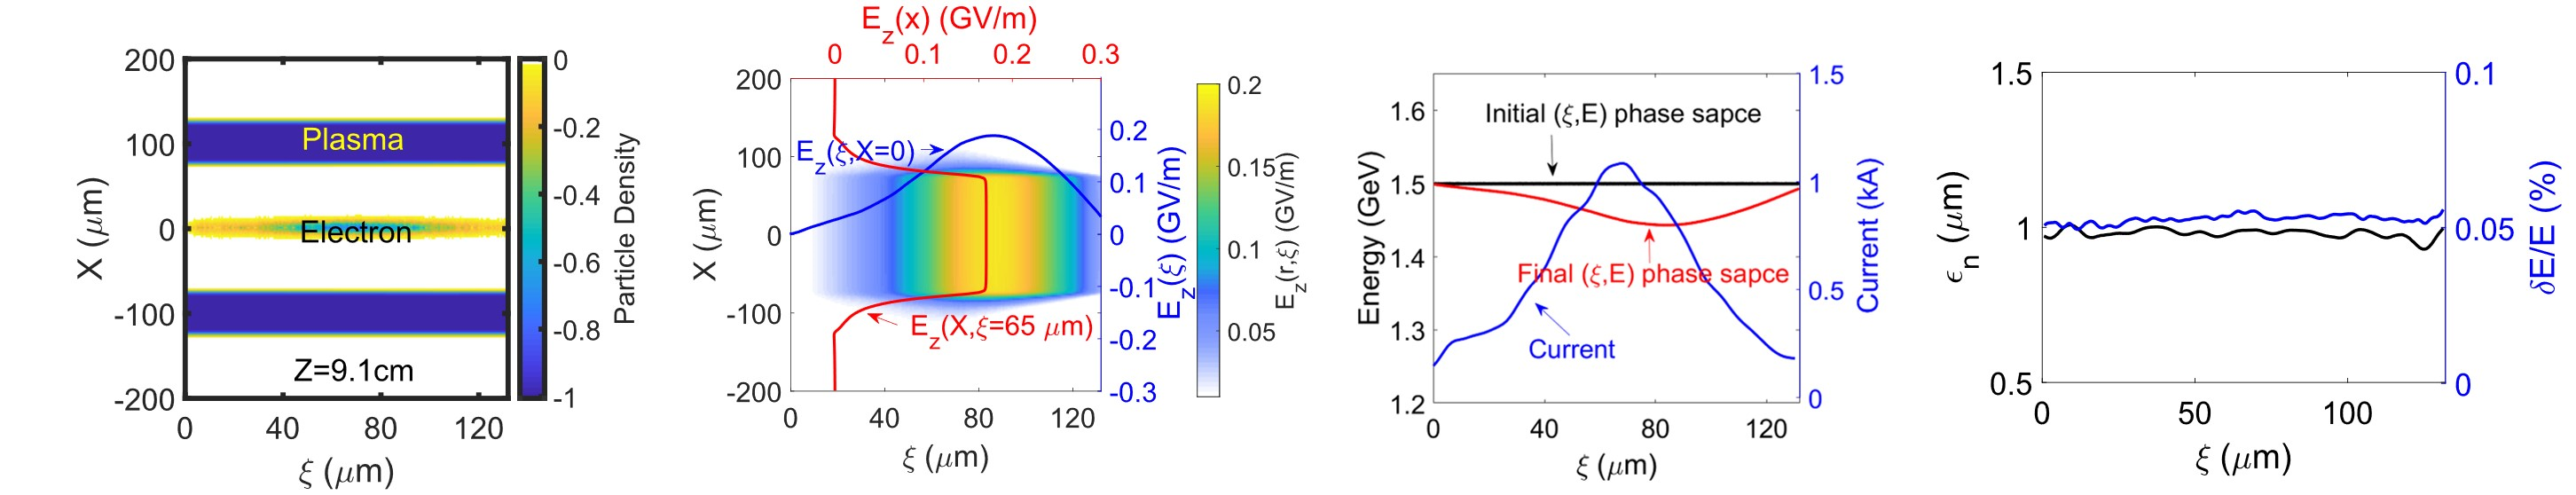 200
100
0
-100
-200
X (μm)
Plasma
Electron
Z=9.1cm
0
40
80
120
ξ (μm)
0
-0.2
-0.4
-0.6
-0.8
-1
Particle Density
E_z(x) (GV/m)
0
0.1
0.2
0.3
200
100
0
-100
-200
X (μm)
E_z(ξ,X=0)
E_z(X,ξ=65 μm)
0
40
80
120
ξ (μm)
0.2
0.1
0
-0.1
-0.2
-0.3
E_z(ξ) (GV/m)
0.2
0.15
0.1
0.05
E_z(r,ξ) (GV/m)
1.6
1.5
1.4
1.3
1.2
Energy (GeV)
Initial (ξ,E) phase sapce
Final (ξ,E) phase sapce
Current
0
40
80
120
ξ (μm)
1.5
1
0.5
0
Current (kA)
1.5
1
0.5
ϵ_n (μm)
0
50
100
ξ (μm)
0.1
0.05
0
δE/E (%)